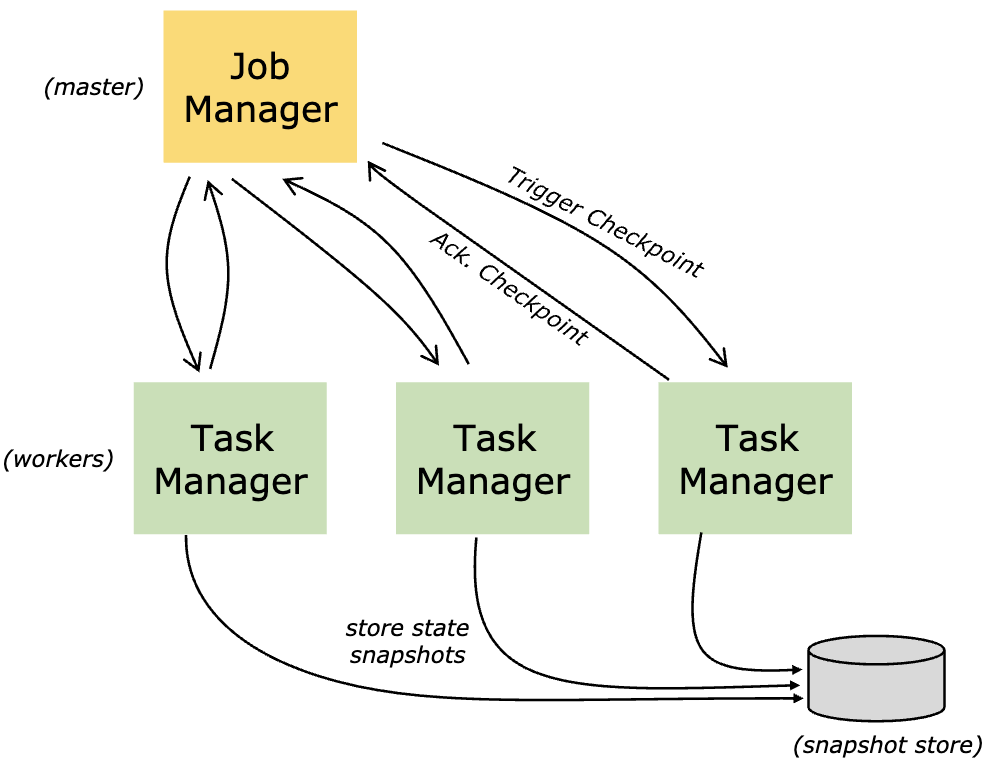 (master)
Job
Manager
Trigger Checkpoint
Ack. Checkpoint
(workers)
Task
Manager
Task
Manager
Task
Manager
store state
snapshots
(snapshot store)